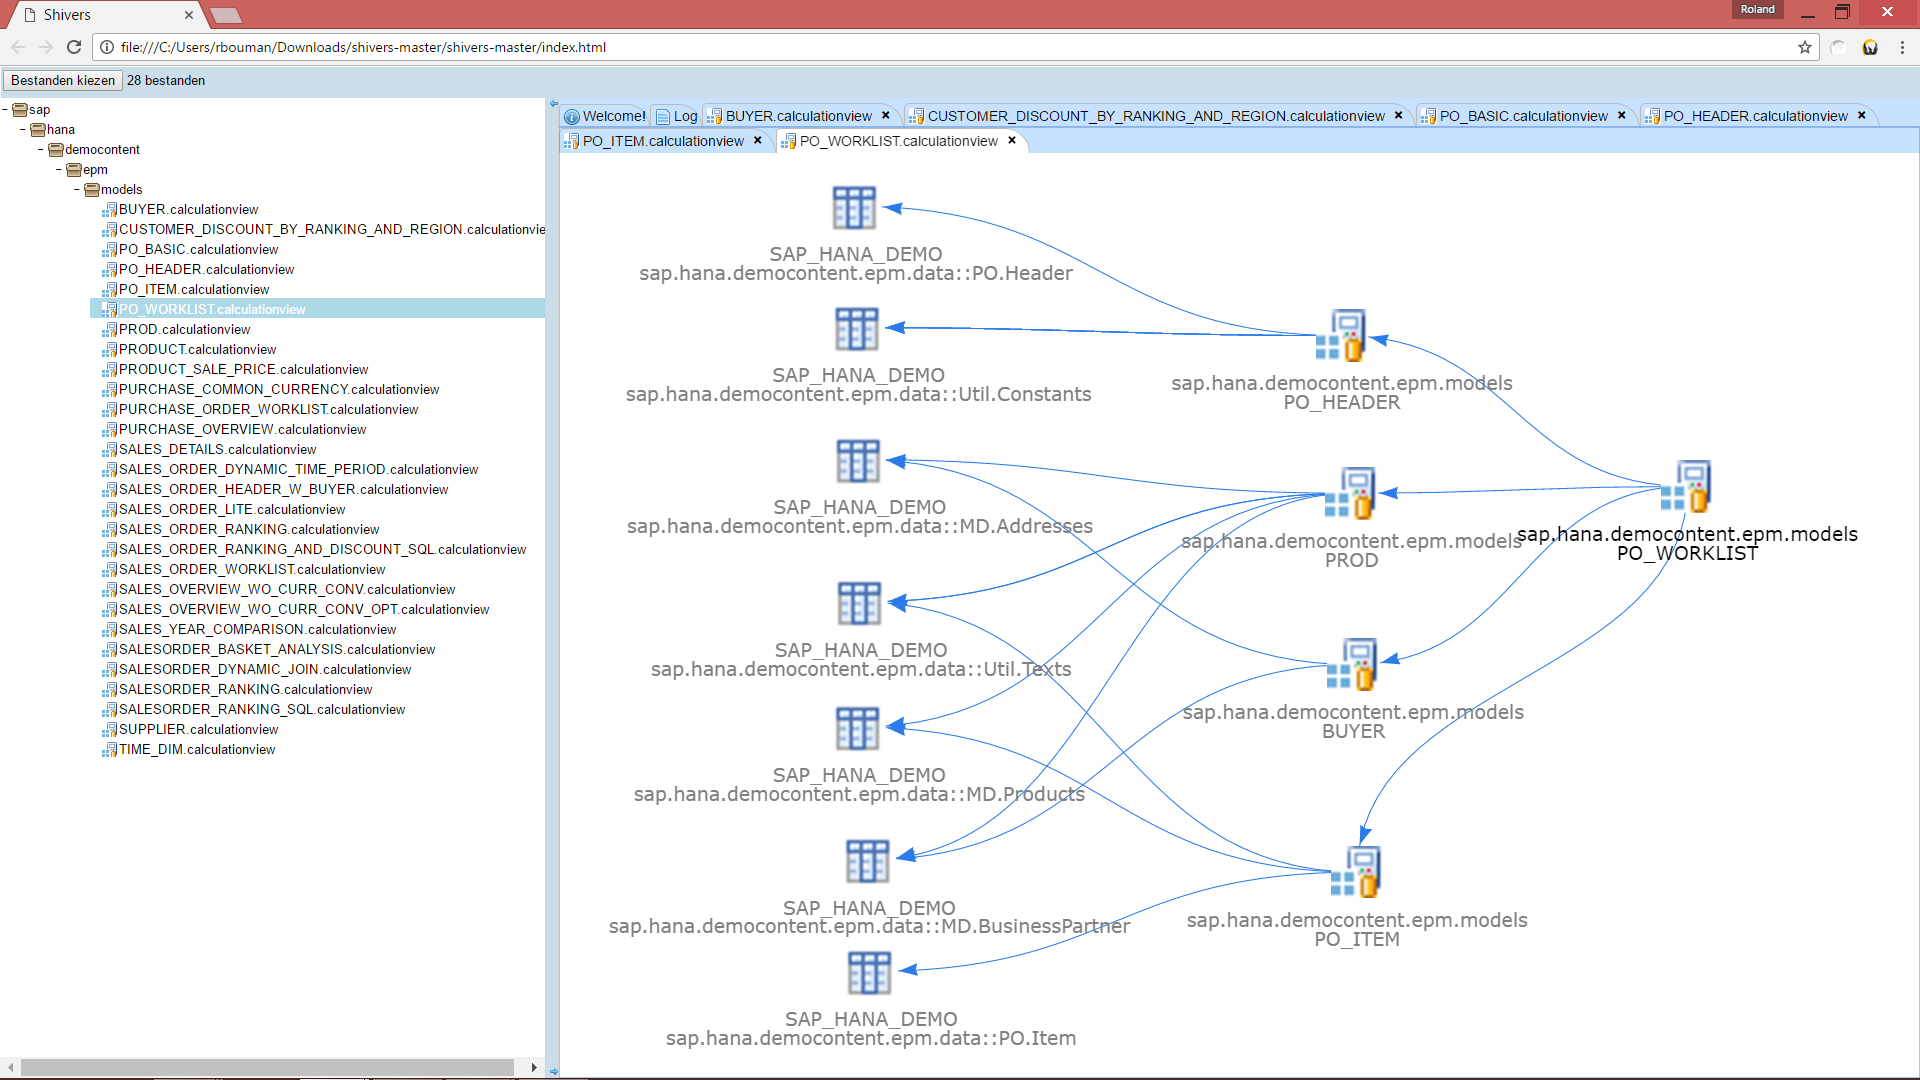 Shivers
Roland
file:///C:/Users/rbouman/Downloads/shivers-master/shivers-master/index.html
Bestanden kiezen 28 bestanden
sap
hana
democontent
epm
models
BUYER.calculationview
CUSTOMER_DISCOUNT_BY_RANKING_AND_REGION.calculationvie
PO_BASIC.calculationview
PO_HEADER.calculationview
PO_ITEM.calculationview
PO_WORKLIST.calculationview
PROD.calculationview
PRODUCT.calculationview
PRODUCT_SALE_PRICE.calculationview
PURCHASE_COMMON_CURRENCY.calculationview
PURCHASE_ORDER_WORKLIST.calculationview
PURCHASE_OVERVIEW.calculationview
SALES_DETAILS.calculationview
SALES_ORDER_DYNAMIC_TIME_PERIOD.calculationview
SALES_ORDER_HEADER_W_BUYER.calculationview
SALES_ORDER_LITE.calculationview
SALES_ORDER_RANKING.calculationview
SALES_ORDER_RANKING_AND_DISCOUNT_SQL.calculationview
SALES_ORDER_WORKLIST.calculationview
SALES_OVERVIEW_WO_CURR_CONV.calculationview
SALES_OVERVIEW_WO_CURR_CONV_OPT.calculationview
SALES_YEAR_COMPARISON.calculationview
SALESORDER_BASKET_ANALYSIS.calculationview
SALESORDER_DYNAMIC_JOIN.calculationview
SALESORDER_RANKING.calculationview
SALESORDER_RANKING_SQL.calculationview
SUPPLIER.calculationview
TIME_DIM.calculationview
Welcome! Log BUYER.calculationview CUSTOMER_DISCOUNT_BY_RANKING_AND_REGION.calculationview PO_BASIC.calculationview PO_HEADER.calculationview
PO_ITEM.calculationview PO_WORKLIST.calculationview
SAP_HANA_DEMO
sap.hana.democontent.epm.data::PO.Header
SAP_HANA_DEMO
sap.hana.democontent.epm.data::Util.Constants
SAP_HANA_DEMO
sap.hana.democontent.epm.data::MD.Addresses
SAP_HANA_DEMO
sap.hana.democontent.epm.data::Util.Texts
SAP_HANA_DEMO
sap.hana.democontent.epm.data::MD.Products
SAP_HANA_DEMO
sap.hana.democontent.epm.data::MD.BusinessPartner
SAP_HANA_DEMO
sap.hana.democontent.epm.data::PO.Item
sap.hana.democontent.epm.models
PO_HEADER
sap.hana.democontent.epm.models
PROD
sap.hana.democontent.epm.models
BUYER
sap.hana.democontent.epm.models
PO_ITEM
sap.hana.democontent.epm.models
PO_WORKLIST